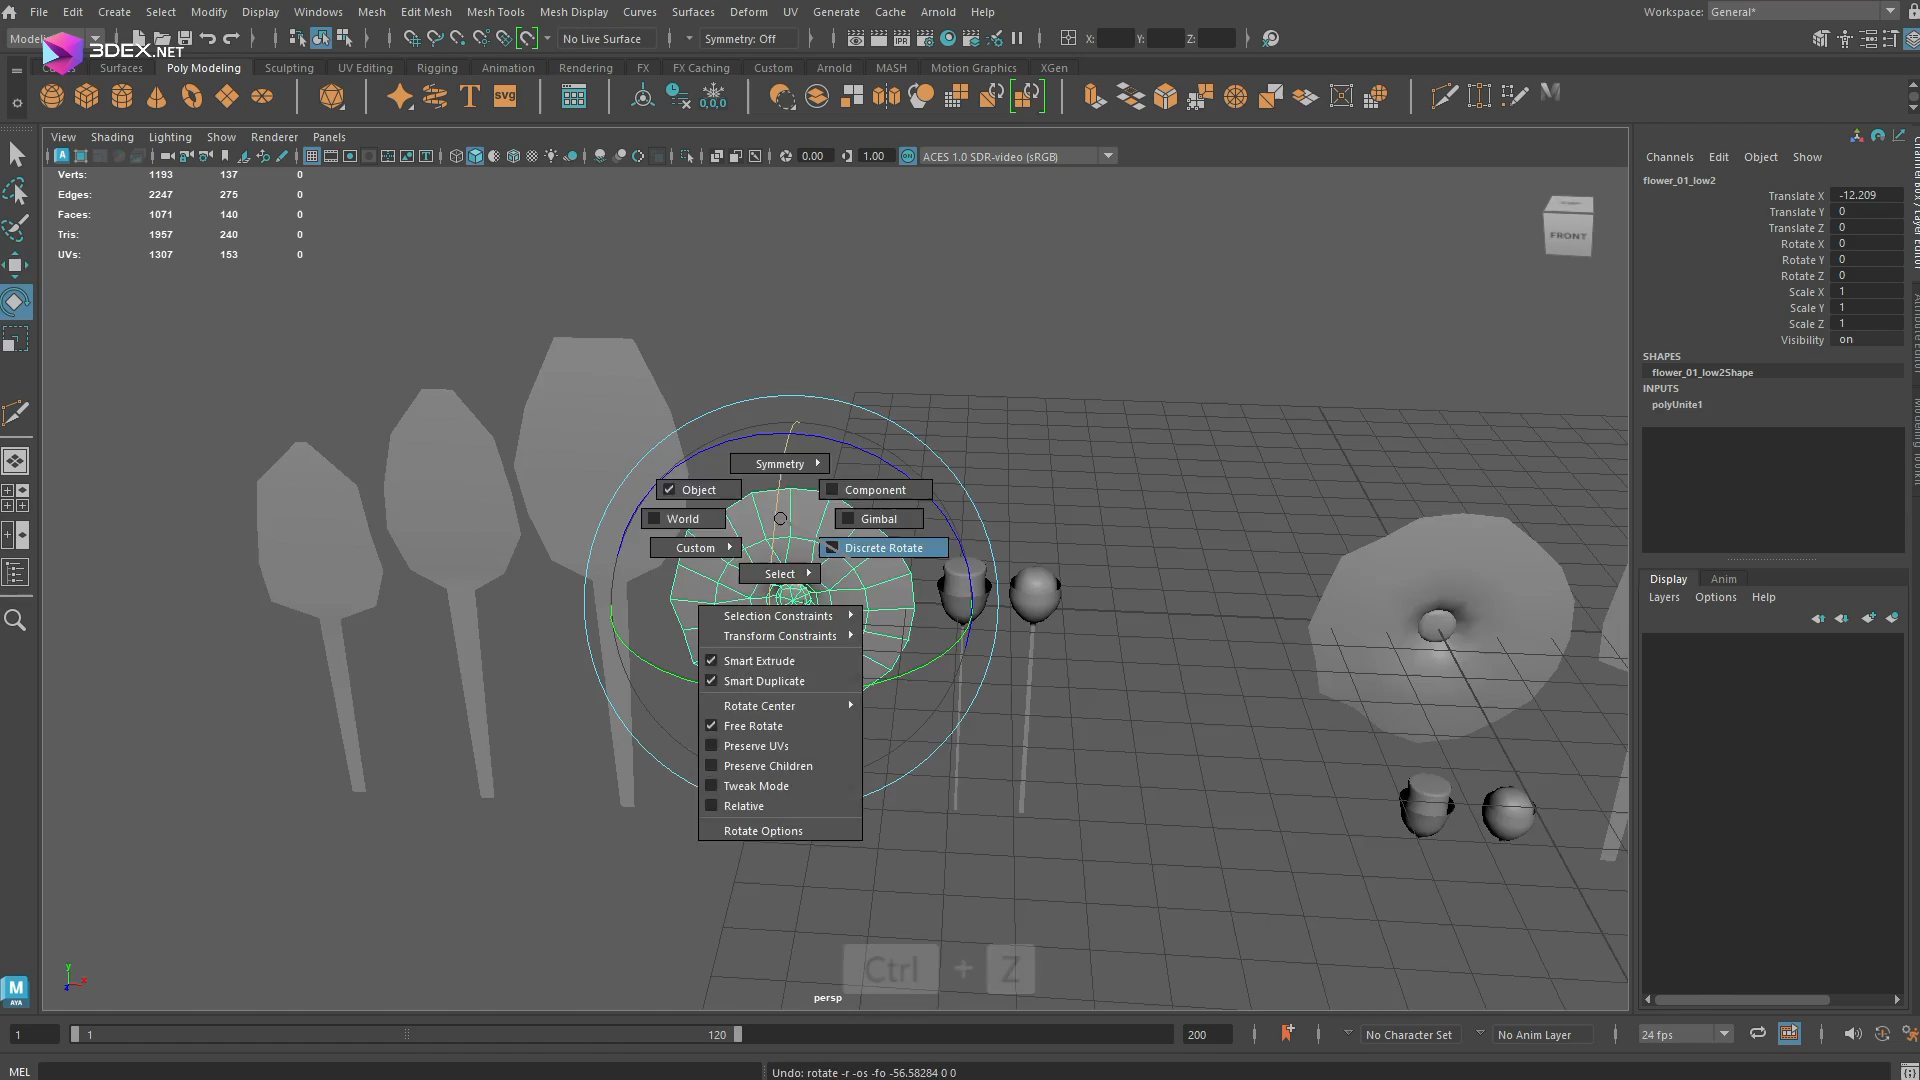 File Edit Create Select Modify Display Windows Mesh Edit Mesh Mesh Tools Mesh Display Curves Surfaces Deform UV Generate Cache Arnold Help Workspace: General*
3DEX.NET No Live Surface Symmetry: Off X: Y: Z:
Surfaces Poly Modeling Sculpting UV Editing Rigging Animation Rendering FX FX Caching Custom Arnold MASH Motion Graphics XGen
svg 0,0,0 IPR
View Shading Lighting Show Renderer Panels
0.00 1.00 ACES 1.0 SDR-video (sRGB)
Channels Edit Object Show
Verts: 1193 137 0
Edges: 2247 275 0
Faces: 1071 140 0
Tris: 1957 240 0
UVs: 1307 153 0
FRONT
flower_01_low2
Translate X -12.209
Translate Y 0
Translate Z 0
Rotate X 0
Rotate Y 0
Rotate Z 0
Scale X 1
Scale Y 1
Scale Z 1
Visibility on
SHAPES
flower_01_low2Shape
INPUTS
polyUnite1
Symmetry
Object Component
World Gimbal
Custom Discrete Rotate
Select
Selection Constraints
Transform Constraints
Smart Extrude
Smart Duplicate
Rotate Center
Free Rotate
Preserve UVs
Preserve Children
Tweak Mode
Relative
Rotate Options
Display Anim
Layers Options Help
Ctrl + Z
persp
y x z
M
AYA
1 1 120 200 No Character Set No Anim Layer 24 fps
MEL Undo: rotate -r -os -fo -56.58284 0 0